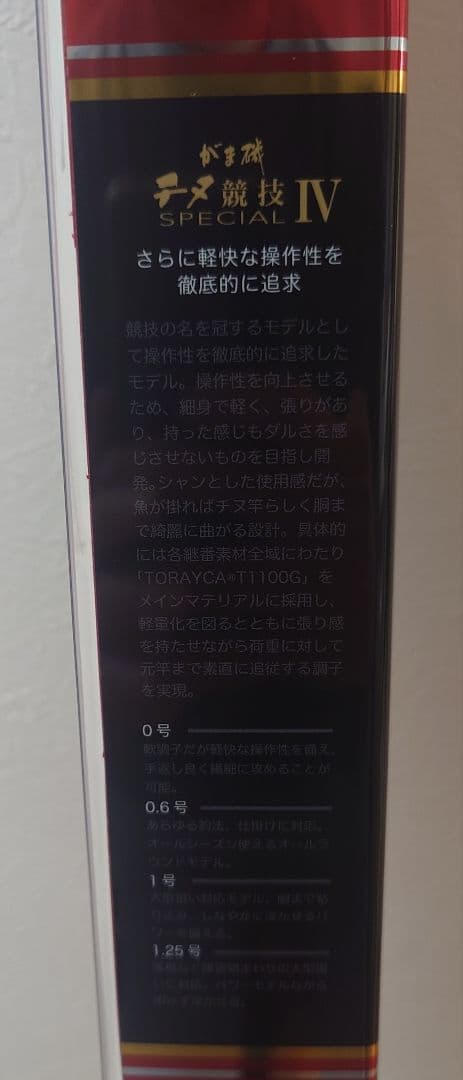 がま磯
チヌ競技
SPECIAL IV
さらに軽快な操作性を
徹底的に追求
競技の名を冠するモデルとし
て操作性を徹底的に追求した
モデル。操作性を向上させる
ため、細身で軽く、張りがあ
り、持った感じもダルさを感
じさせないものを目指し開
発。シャンとした使用感だが、
魚が掛ればチヌ竿らしく胴ま
で綺麗に曲がる設計。具体的
には各継番素材全域にわたり
「TORAYCA®T1100G」を
メインマテリアルに採用し、
軽量化を図るとともに張り感
を持たせながら荷重に対して
元竿まで素直に追従する調子
を実現。
0号
軟調子だが軽快な操作性を備え、
手返し良く繊細に攻めることが
可能。
0.6号
あらゆる釣法、仕掛けに対応。
オールシーズン使えるオールラ
ウンドモデル。
1号
1.25号